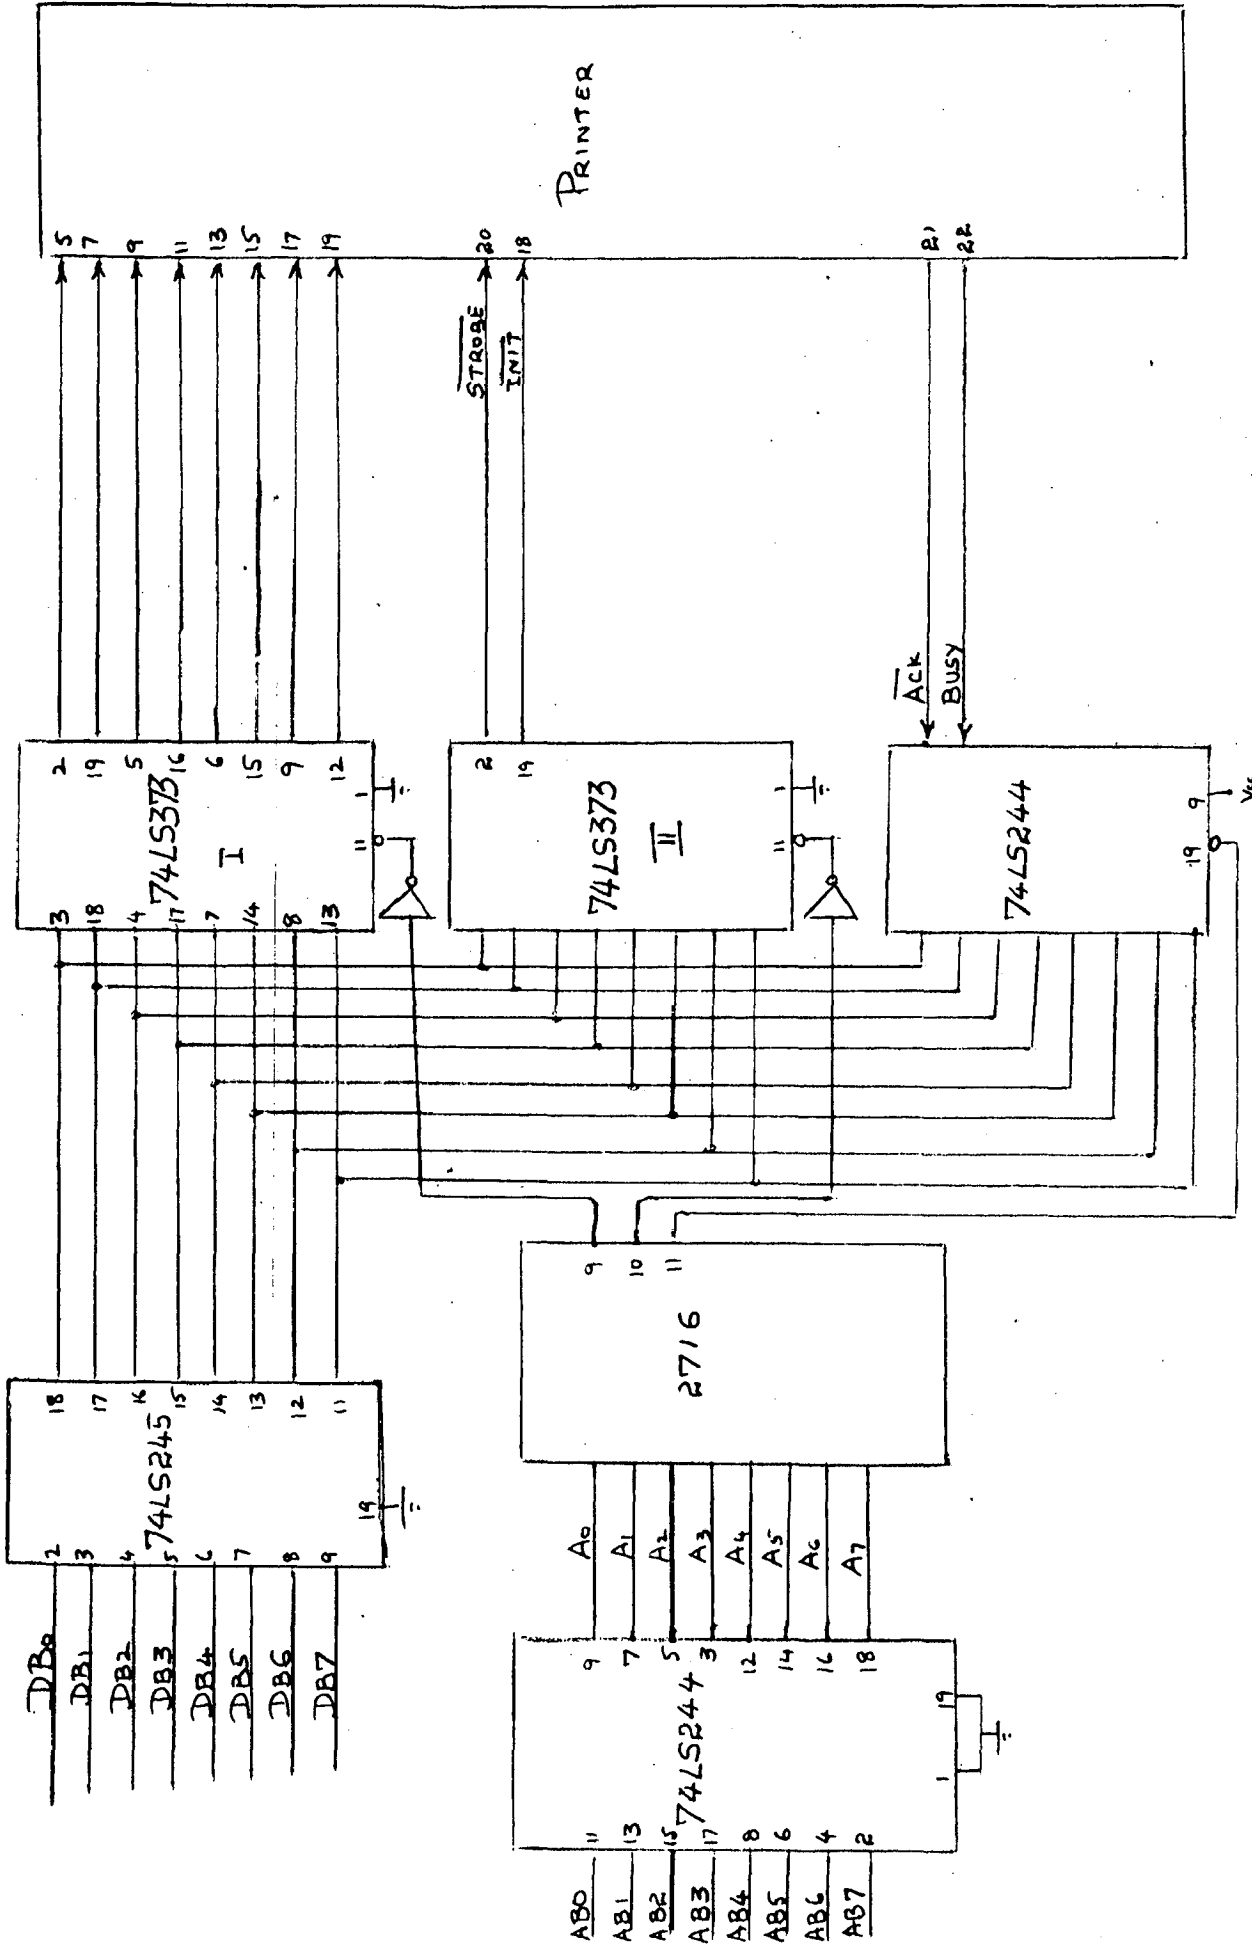 DB0
DB1
DB2
DB3
DB4
DB5
DB6
DB7
2
3
4
5
6
7
8
9
74LS245
19
18
17
16
15
14
13
12
11
3
18
4
17
7
14
8
13
74LS373
I
11
1
2
19
5
16
6
15
9
12
5
7
9
11
13
15
17
19
PRINTER
20
18
STROBE
INIT
2
19
74LS373
II
11
1
21
22
ACK
BUSY
74LS244
19
9
Vcc
9
10
11
2716
A0
A1
A2
A3
A4
A5
A6
A7
9
7
5
3
12
14
16
18
74LS244
1
19
11
13
15
17
8
6
4
2
AB0
AB1
AB2
AB3
AB4
AB5
AB6
AB7